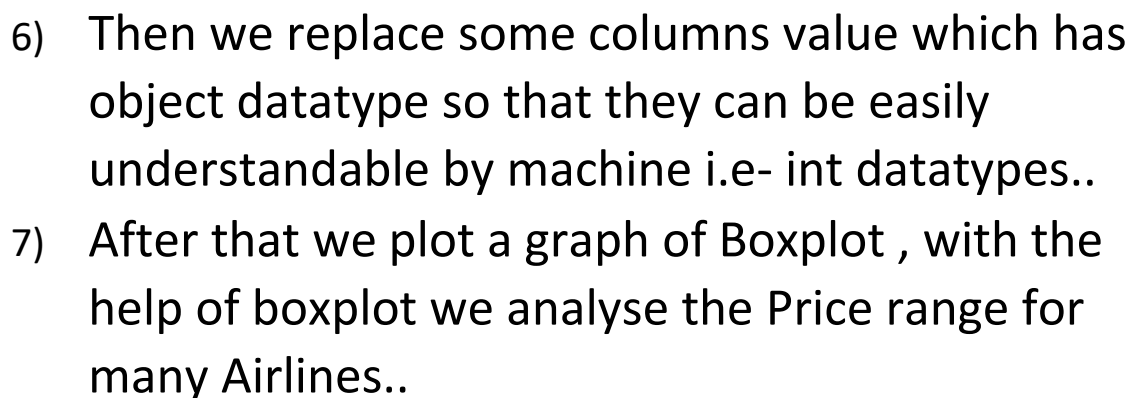 6) Then we replace some columns value which has
object datatype so that they can be easily
understandable by machine i.e- int datatypes..
7) After that we plot a graph of Boxplot , with the
help of boxplot we analyse the Price range for
many Airlines..